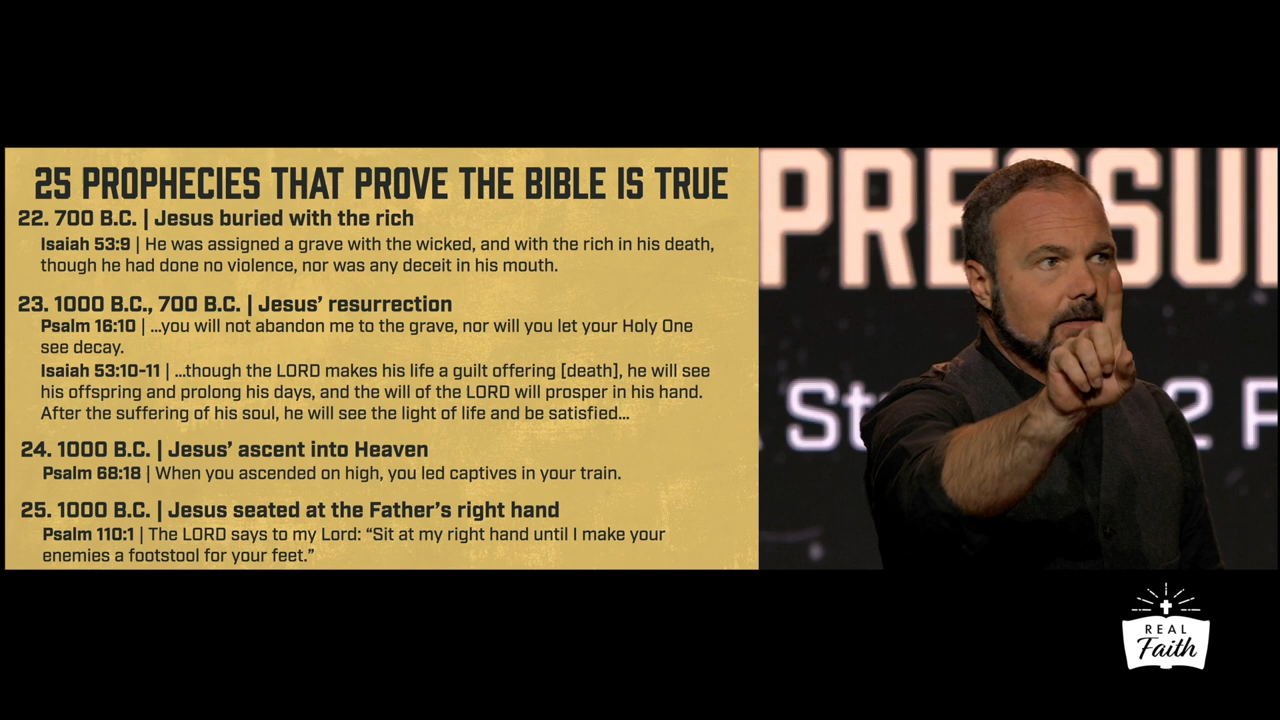 25 PROPHECIES THAT PROVE THE BIBLE IS TRUE
22. 700 B.C. | Jesus buried with the rich
Isaiah 53:9 | He was assigned a grave with the wicked, and with the rich in his death,
though he had done no violence, nor was any deceit in his mouth.
23. 1000 B.C., 700 B.C. | Jesus’ resurrection
Psalm 16:10 | ...you will not abandon me to the grave, nor will you let your Holy One
see decay.
Isaiah 53:10-11 | ...though the LORD makes his life a guilt offering [death], he will see
his offspring and prolong his days, and the will of the LORD will prosper in his hand.
After the suffering of his soul, he will see the light of life and be satisfied...
24. 1000 B.C. | Jesus’ ascent into Heaven
Psalm 68:18 | When you ascended on high, you led captives in your train.
25. 1000 B.C. | Jesus seated at the Father’s right hand
Psalm 110:1 | The LORD says to my Lord: “Sit at my right hand until I make your
enemies a footstool for your feet.”
PRESSU
St 2 P
REAL
Faith